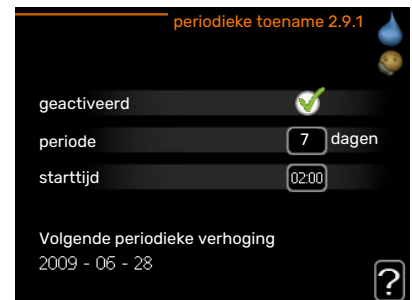 periodieke toename 2.9.1
geactiveerd
periode 7 dagen
starttijd 02:00
Volgende periodieke verhoging
2009 - 06 - 28
?